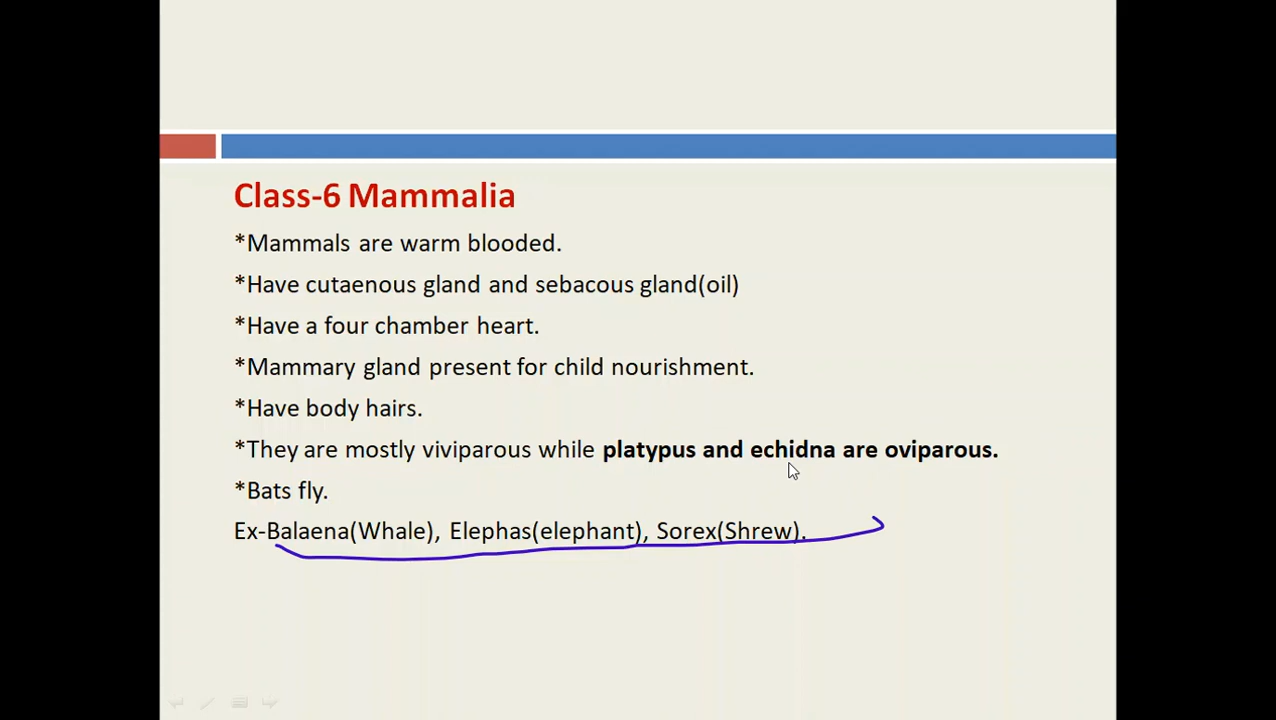 Class-6 Mammalia
*Mammals are warm blooded.
*Have cutaenous gland and sebacous gland(oil)
*Have a four chamber heart.
*Mammary gland present for child nourishment.
*Have body hairs.
*They are mostly viviparous while platypus and echidna are oviparous.
*Bats fly.
Ex-Balaena(Whale), Elephas(elephant), Sorex(Shrew).